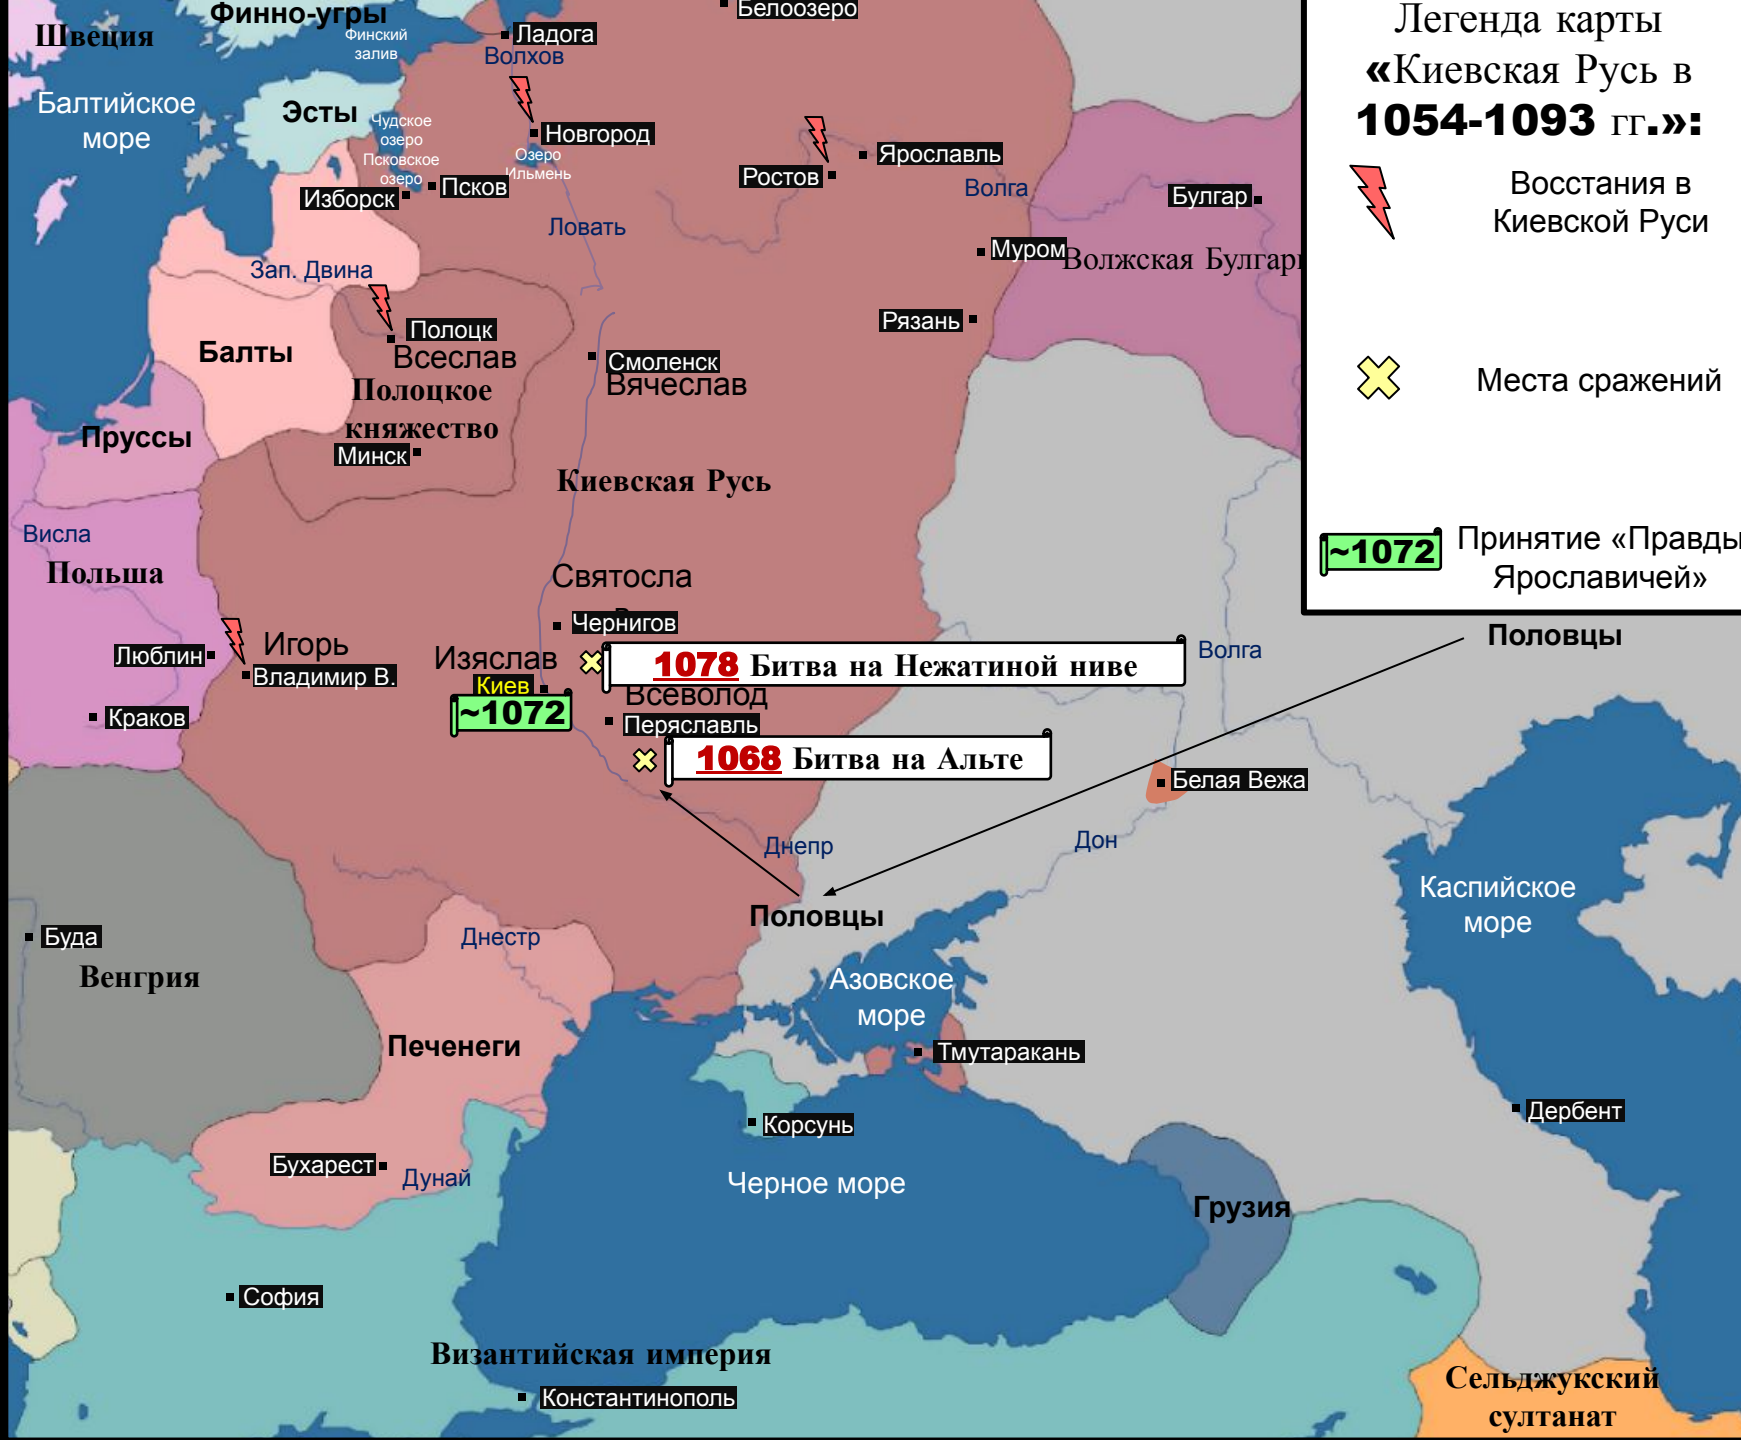 Финно-угры
Швеция
Финский
залив
Ладога
Белоозеро
Волхов
Балтийское
море
Эсты
Чудское
озеро
Псковское
озеро
Новгород
Озеро
Ильмень
Изборск
Псков
Ростов
Ярославль
Волга
Булгар
Ловать
Муром
Волжская Булгари
Зап. Двина
Рязань
Полоцк
Всеслав
Балты
Смоленск
Вячеслав
Полоцкое
княжество
Минск
Пруссы
Киевская Русь
Висла
Польша
Святосла
Чернигов
Люблин
Игорь
Владимир В.
Изяслав
Киев
~1072
1078 Битва на Нежатиной ниве
Всеволод
Волга
Краков
Перяславль
1068 Битва на Альте
Половцы
Белая Вежа
Днепр
Дон
Каспийское
море
Половцы
Буда
Днестр
Венгрия
Азовское
море
Печенеги
Тмутаракань
Корсунь
Дербент
Бухарест
Дунай
Черное море
Грузия
София
Византийская империя
Константинополь
Сельджукский
султанат
Легенда карты
«Киевская Русь в
1054-1093 гг.»:
Восстания в
Киевской Руси
Места сражений
~1072
Принятие «Правды
Ярославичей»